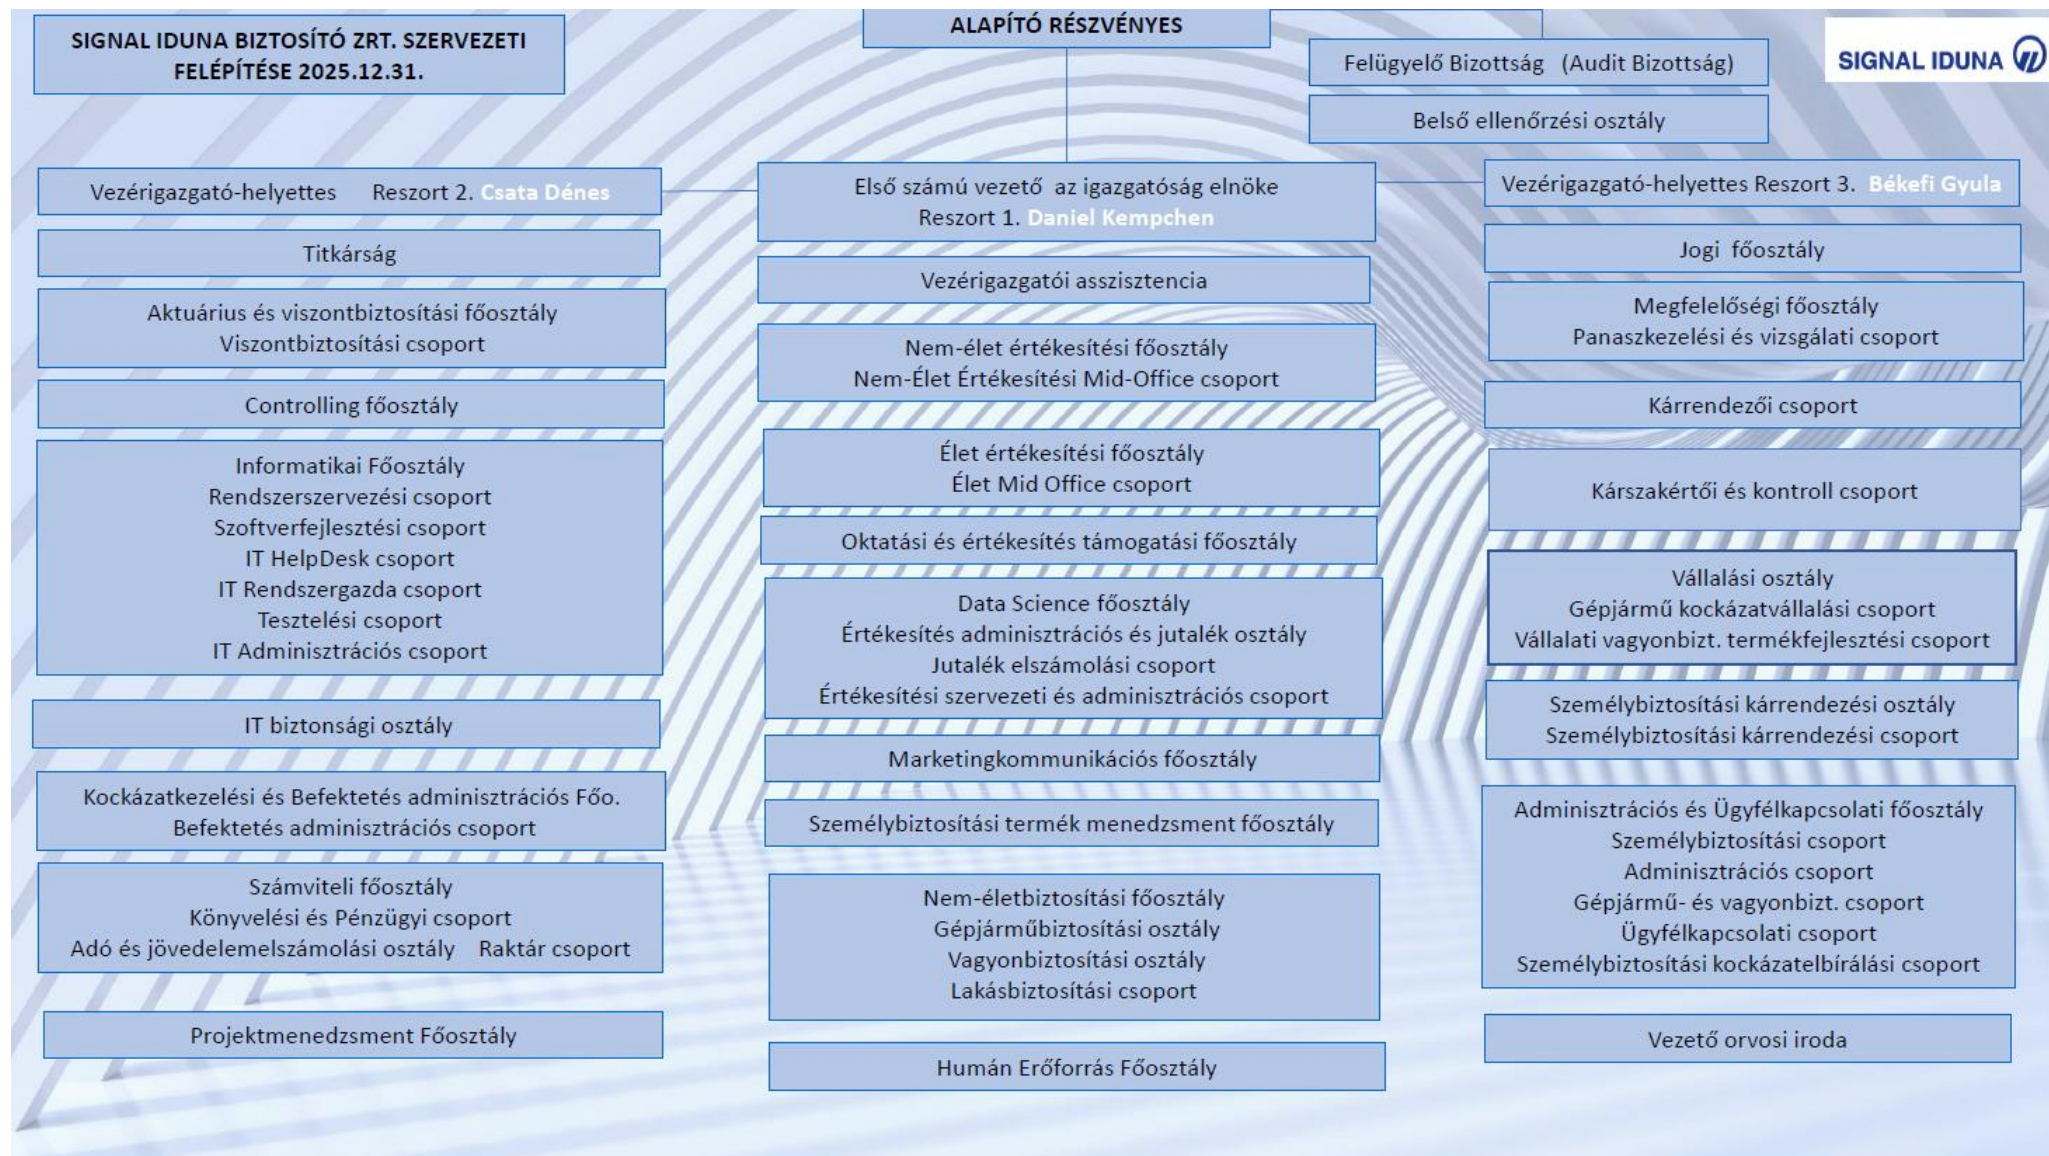 SIGNAL IDUNA BIZTOSÍTÓ ZRT. SZERVEZETI
FELÉPÍTÉSE 2025.12.31.
ALAPÍTÓ RÉSZVÉNYES
Felügyelő Bizottság (Audit Bizottság)
Belső ellenőrzési osztály
SIGNAL IDUNA
Vezérigazgató-helyettes Reszort 2. Csata Dénes
Titkárság
Aktuárius és viszontbiztosítási főosztály
Viszontbiztosítási csoport
Controlling főosztály
Informatikai Főosztály
Rendszerszervezési csoport
Szoftverfejlesztési csoport
IT HelpDesk csoport
IT Rendszergazda csoport
Tesztelési csoport
IT Adminisztrációs csoport
IT biztonsági osztály
Kockázatkezelési és Befektetés adminisztrációs Főo.
Befektetés adminisztrációs csoport
Számviteli főosztály
Könyvelési és Pénzügyi csoport
Adó és jövedelemelszámolási osztály Raktár csoport
Projektmenedzsment Főosztály
Első számú vezető az igazgatóság elnöke
Reszort 1. Daniel Kempchen
Vezérigazgatói asszisztencia
Nem-élet értékesítési főosztály
Nem-Élet Értékesítési Mid-Office csoport
Élet értékesítési főosztály
Élet Mid Office csoport
Oktatási és értékesítés támogatási főosztály
Data Science főosztály
Értékesítés adminisztrációs és jutalék osztály
Jutalék elszámolási csoport
Értékesítési szervezeti és adminisztrációs csoport
Marketingkommunikációs főosztály
Személybiztosítási termék menedzsment főosztály
Nem-életbiztosítási főosztály
Gépjárműbiztosítási osztály
Vagyonbiztosítási osztály
Lakásbiztosítási csoport
Humán Erőforrás Főosztály
Vezérigazgató-helyettes Reszort 3. Békefi Gyula
Jogi főosztály
Megfelelőségi főosztály
Panaszkezelési és vizsgálati csoport
Kárrendezői csoport
Kárszakértői és kontroll csoport
Vállalási osztály
Gépjármű kockázatvállalási csoport
Vállalati vagyonbizt. termékfejlesztési csoport
Személybiztosítási kárrendezési osztály
Személybiztosítási kárrendezési csoport
Adminisztrációs és Ügyfélkapcsolati főosztály
Személybiztosítási csoport
Adminisztrációs csoport
Gépjármű- és vagyonbizt. csoport
Ügyfélkapcsolati csoport
Személybiztosítási kockázatelbírálási csoport
Vezető orvosi iroda